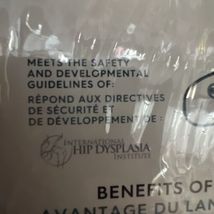 MEETS THE SAFETY
AND DEVELOPMENTAL
GUIDELINES OF:
RÉPOND AUX DIRECTIVES
DE SÉCURITÉ ET
DE DÉVELOPPEMENT DE:
INTERNATIONAL
HIP DYSPLASIA
INSTITUTE
BENEFITS OF
AVANTAGE DU LAN